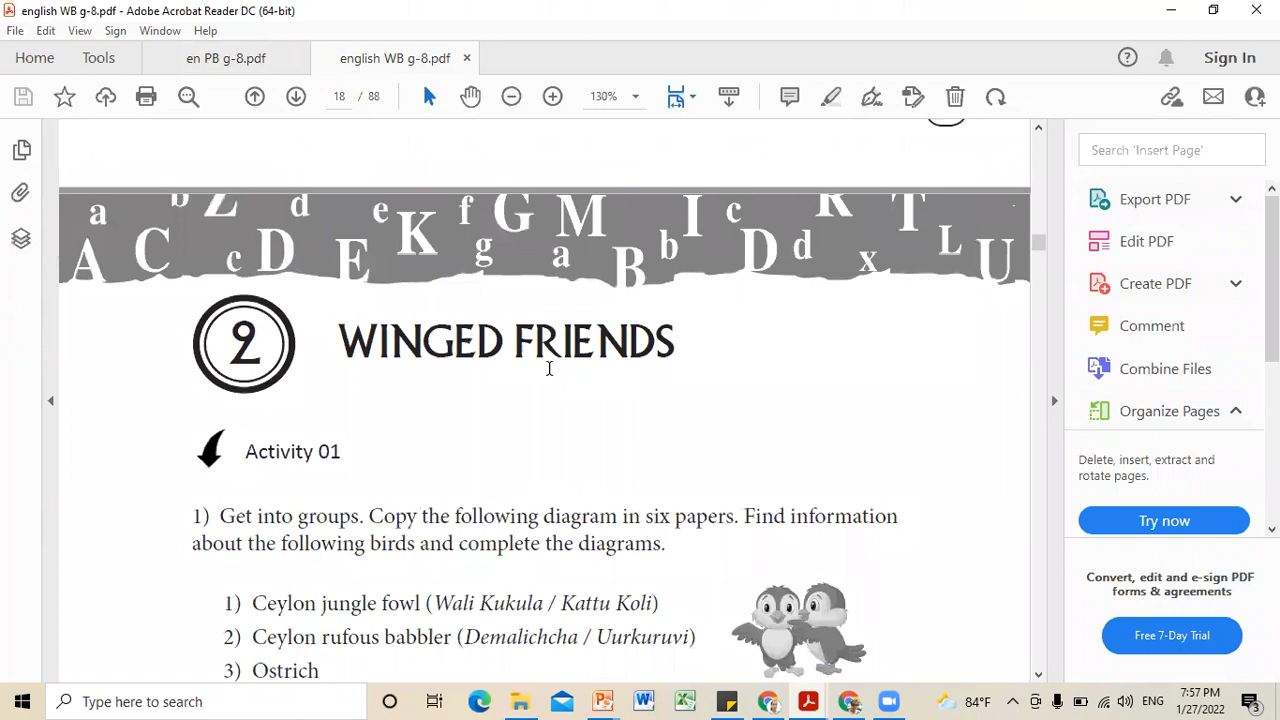 english WB g-8.pdf - Adobe Acrobat Reader DC (64-bit)
File Edit View Sign Window Help
Home Tools en PB g-8.pdf english WB g-8.pdf × Sign In
18 / 88 130%
Search 'Insert Page'
Export PDF
Edit PDF
Create PDF
Comment
Combine Files
Organize Pages
Delete, insert, extract and
rotate pages.
Try now
Convert, edit and e-sign PDF
forms & agreements
Free 7-Day Trial
a b Z d e f G M I c R T
A C c D E K g a B b D d x L U
2 WINGED FRIENDS
Activity 01
1) Get into groups. Copy the following diagram in six papers. Find information
about the following birds and complete the diagrams.
1) Ceylon jungle fowl (Wali Kukula / Kattu Koli)
2) Ceylon rufous babbler (Demalichcha / Uurkuruvi)
3) Ostrich
Type here to search
84°F ENG 7:57 PM
1/27/2022 3